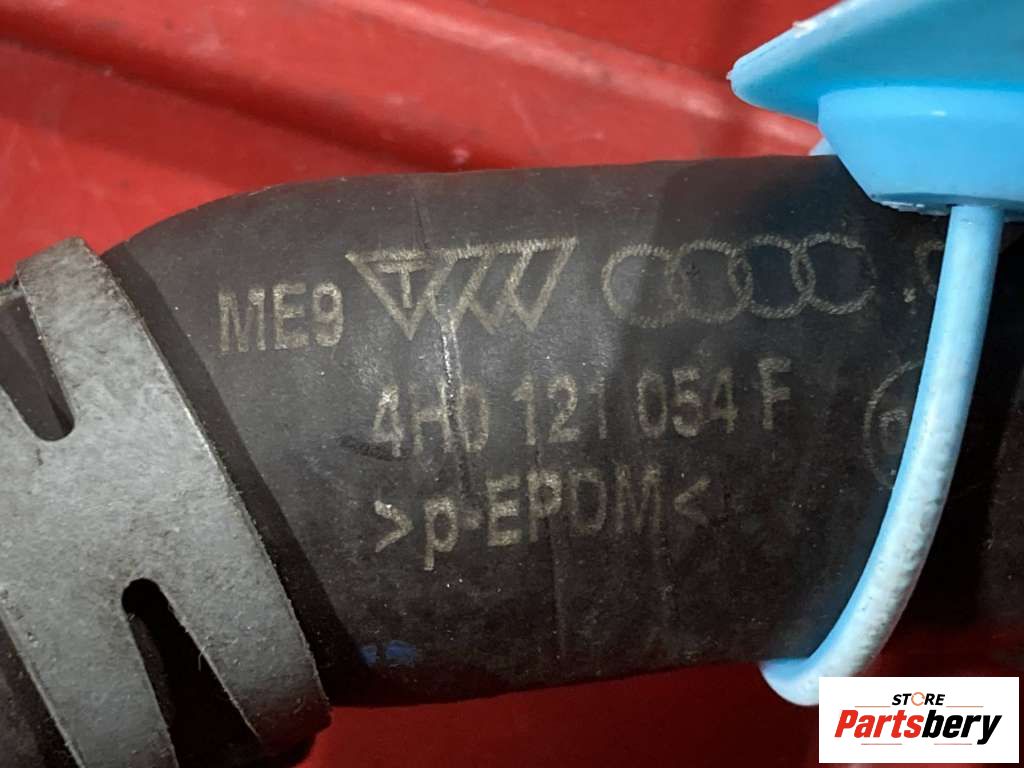 ME9
4H0 121 054 F
>p-EPDM<
STORE
Partsbery